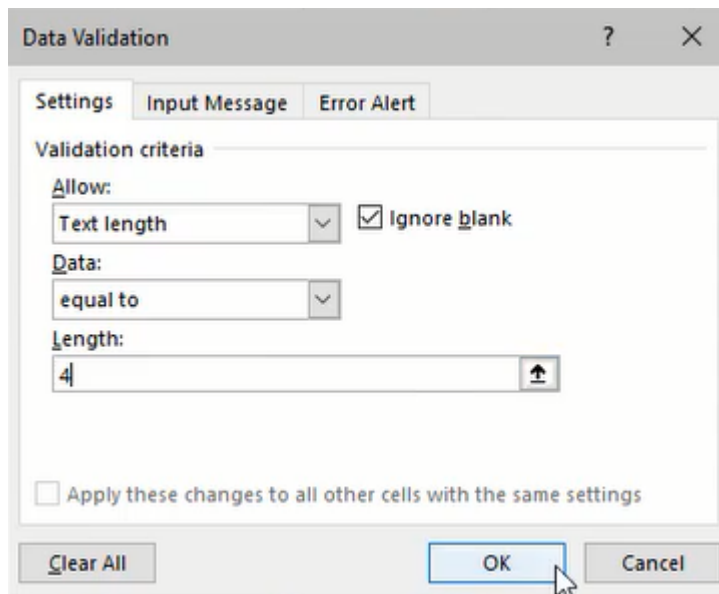 Data Validation ? ×
Settings Input Message Error Alert
Validation criteria
Allow:
Text length Ignore blank
Data:
equal to
Length:
4
Apply these changes to all other cells with the same settings
Clear All OK Cancel